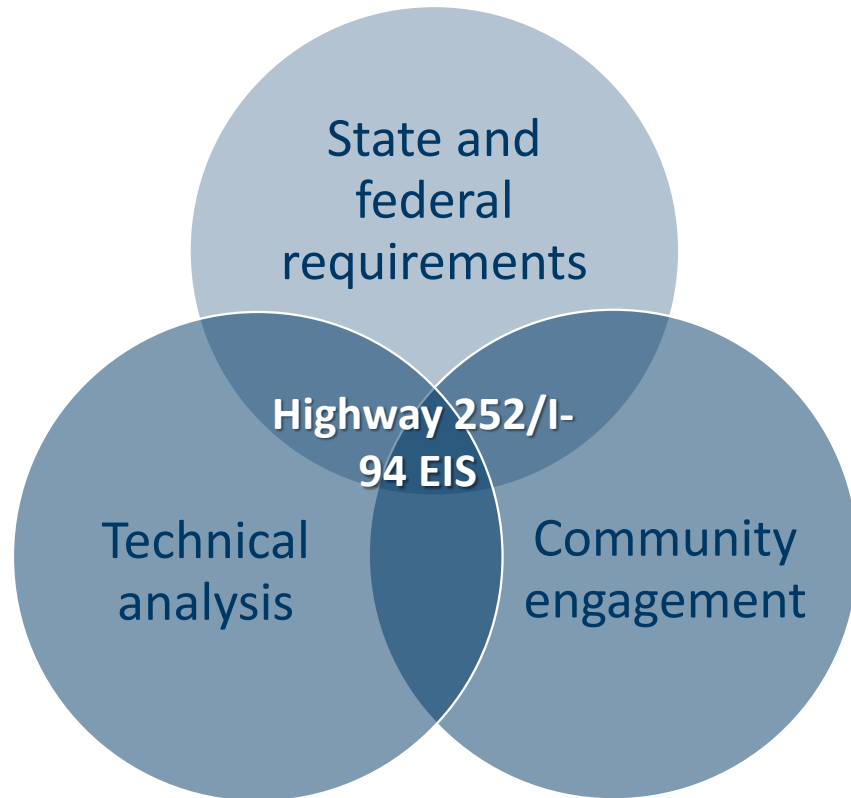 State and
federal
requirements
Highway 252/I-
94 EIS
Technical
analysis
Community
engagement